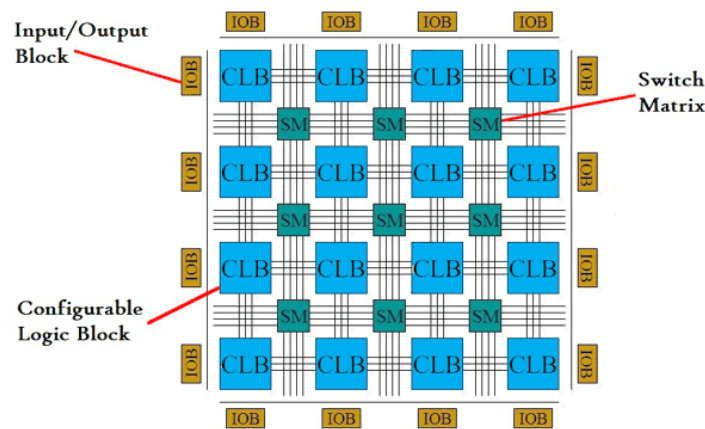 IOB IOB IOB IOB
Input/Output
Block
IOB CLB CLB CLB CLB IOB
Switch
Matrix
SM SM SM
IOB CLB CLB CLB CLB IOB
SM SM SM
IOB CLB CLB CLB CLB IOB
Configurable
Logic Block
SM SM SM
IOB CLB CLB CLB CLB IOB
IOB IOB IOB IOB